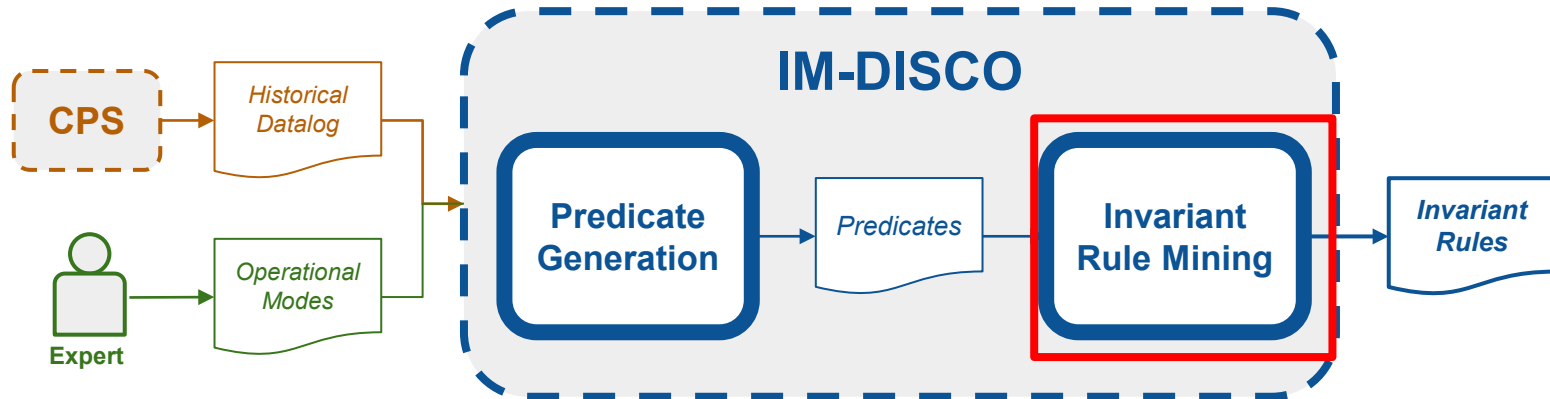 IM-DISCO
CPS
Historical
Datalog
Expert
Operational
Modes
Predicate
Generation
Predicates
Invariant
Rule Mining
Invariant
Rules